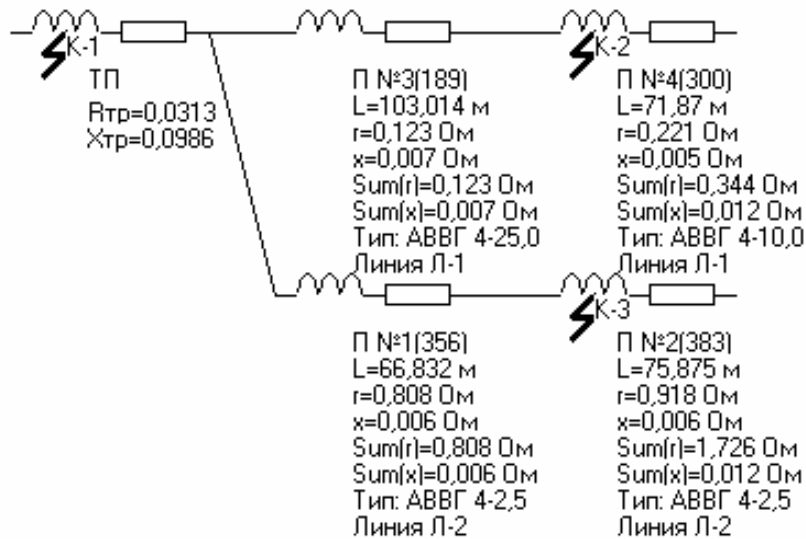 К-1
К-2
ТП
Rтр=0,0313
Xтр=0,0986
П №3(189)
L=103,014 м
r=0,123 Ом
x=0,007 Ом
Sum(r)=0,123 Ом
Sum(x)=0,007 Ом
Тип: АВВГ 4-25,0
Линия Л-1
П №4(300)
L=71,87 м
r=0,221 Ом
x=0,005 Ом
Sum(r)=0,344 Ом
Sum(x)=0,012 Ом
Тип: АВВГ 4-10,0
Линия Л-1
К-3
П №1(356)
L=66,832 м
r=0,808 Ом
x=0,006 Ом
Sum(r)=0,808 Ом
Sum(x)=0,006 Ом
Тип: АВВГ 4-2,5
Линия Л-2
П №2(383)
L=75,875 м
r=0,918 Ом
x=0,006 Ом
Sum(r)=1,726 Ом
Sum(x)=0,012 Ом
Тип: АВВГ 4-2,5
Линия Л-2